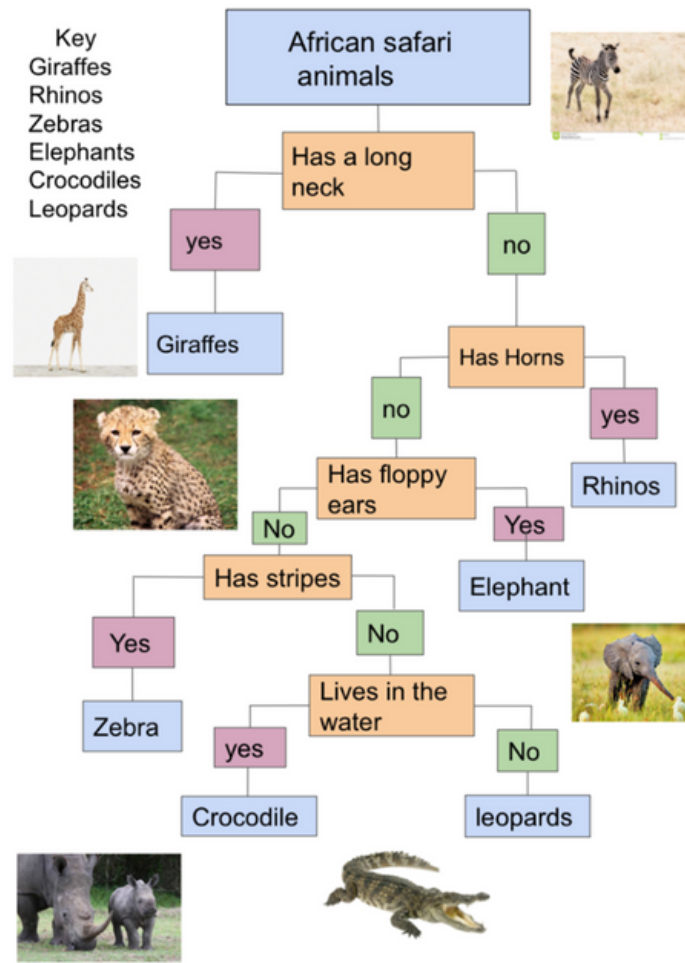 Key
Giraffes
Rhinos
Zebras
Elephants
Crocodiles
Leopards
African safari
animals
Has a long
neck
yes
no
Giraffes
Has Horns
no
yes
Has floppy
ears
Rhinos
No
Yes
Has stripes
Elephant
Yes
No
Zebra
Lives in the
water
yes
No
Crocodile
leopards